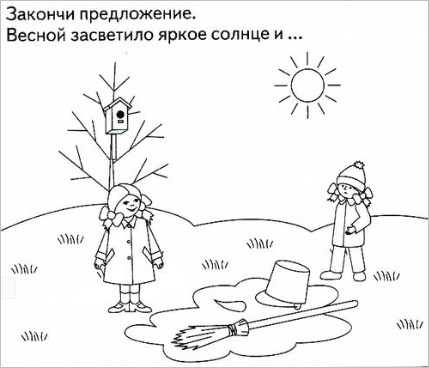 Закончи предложение.
Весной засветило яркое солнце и ...